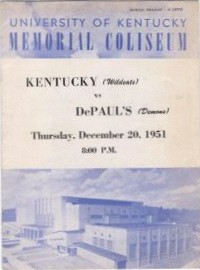 UNIVERSITY OF KENTUCKY
MEMORIAL COLISEUM
KENTUCKY (Wildcats)
vs
DePAUL'S (Demons)
Thursday, December 20, 1951
8:00 P.M.